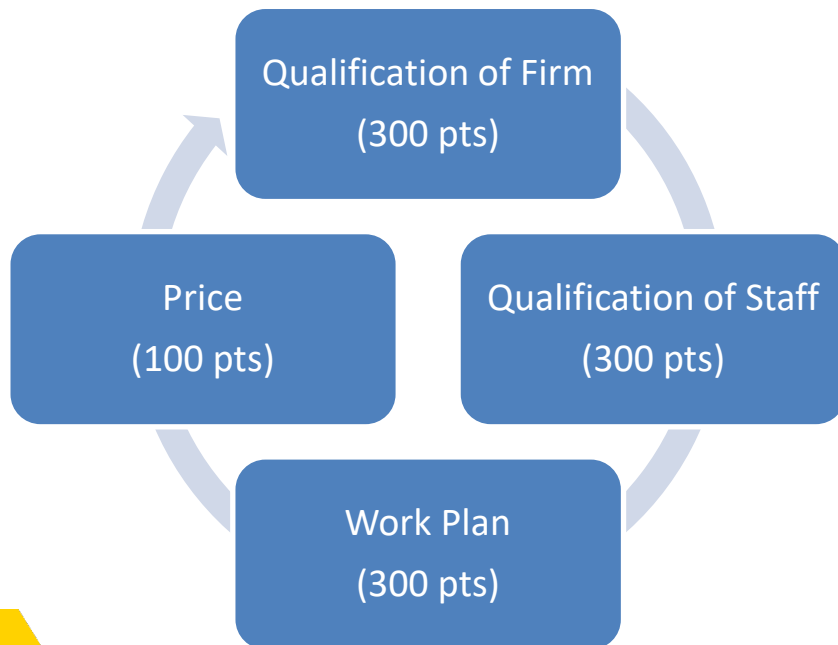 Qualification of Firm
(300 pts)
Qualification of Staff
(300 pts)
Work Plan
(300 pts)
Price
(100 pts)